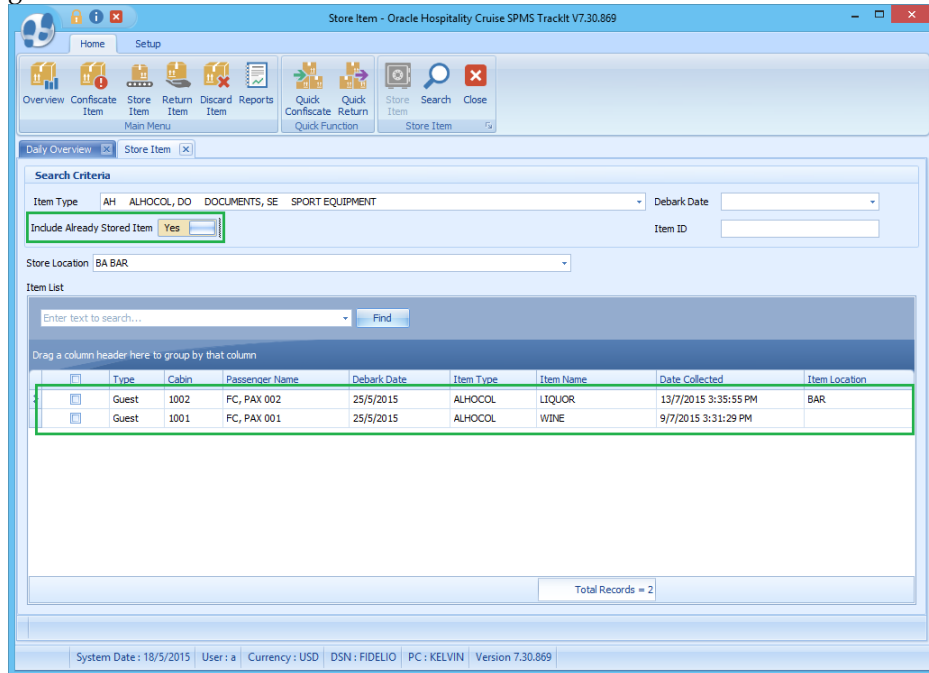 Store Item - Oracle Hospitality Cruise SPMS TrackIt V7.30.869
Home Setup
Overview Confiscate Item Store Item Return Item Discard Item Reports Quick Confiscate Quick Return Store Item Search Close
Main Menu Quick Function Store Item
Daily Overview Store Item
Search Criteria
Item Type AH ALHOCOL, DO DOCUMENTS, SE SPORT EQUIPMENT Debark Date
Include Already Stored Item Yes Item ID
Store Location BA BAR
Item List
Enter text to search... Find
Drag a column header here to group by that column
Type Cabin Passenger Name Debark Date Item Type Item Name Date Collected Item Location
Guest 1002 FC, PAX 002 25/5/2015 ALHOCOL LIQUOR 13/7/2015 3:35:55 PM BAR
Guest 1001 FC, PAX 001 25/5/2015 ALHOCOL WINE 9/7/2015 3:31:29 PM
Total Records = 2
System Date : 18/5/2015 User : a Currency : USD DSN : FIDELIO PC : KELVIN Version 7.30.869